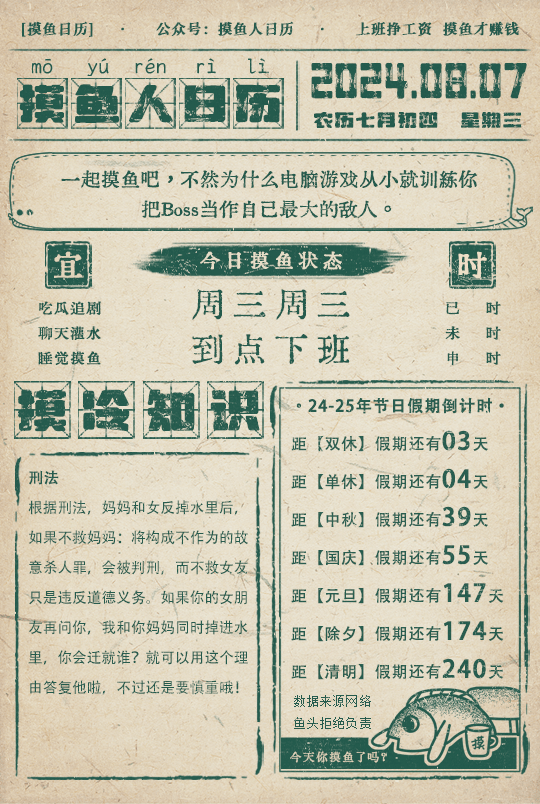 [摸鱼日历] · 公众号：摸鱼人日历 · 上班挣工资 摸鱼才赚钱
mō yú rén rì lì
摸鱼人日历
2024.08.07
农历七月初四 星期三
一起摸鱼吧，不然为什么电脑游戏从小就训练你
把Boss当作自己最大的敌人。
宜
吃瓜追剧
聊天灌水
睡觉摸鱼
今日摸鱼状态
周三周三
到点下班
时
巳 时
未 时
申 时
摸冷知识
刑法
根据刑法，妈妈和女反掉水里后，
如果不救妈妈：将构成不作为的故
意杀人罪，会被判刑，而不救女友
只是违反道德义务。如果你的女朋
友再问你，我和你妈妈同时掉进水
里，你会迁就谁？就可以用这个理
由答复他啦，不过还是要慎重哦！
· 24-25年节日假期倒计时 ·
距【双休】假期还有03天
距【单休】假期还有04天
距【中秋】假期还有39天
距【国庆】假期还有55天
距【元旦】假期还有147天
距【除夕】假期还有174天
距【清明】假期还有240天
数据来源网络
鱼头拒绝负责
摸
今天你摸鱼了吗？